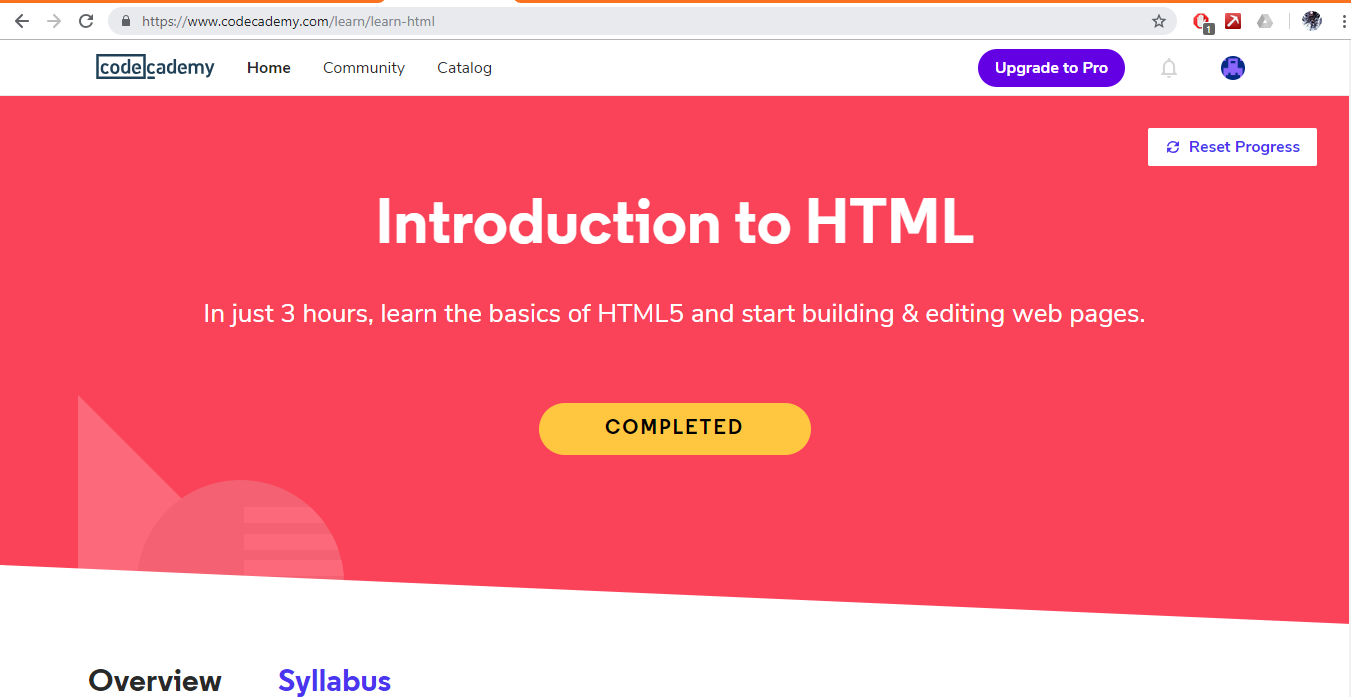 https://www.codecademy.com/learn/learn-html
1
codecademy Home Community Catalog Upgrade to Pro
Reset Progress
Introduction to HTML
In just 3 hours, learn the basics of HTML5 and start building & editing web pages.
COMPLETED
Overview Syllabus